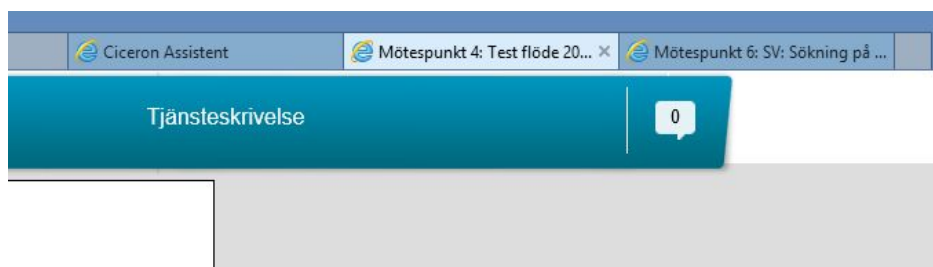 Ciceron Assistent
Mötespunkt 4: Test flöde 20...
Mötespunkt 6: SV: Sökning på ...
Tjänsteskrivelse
0